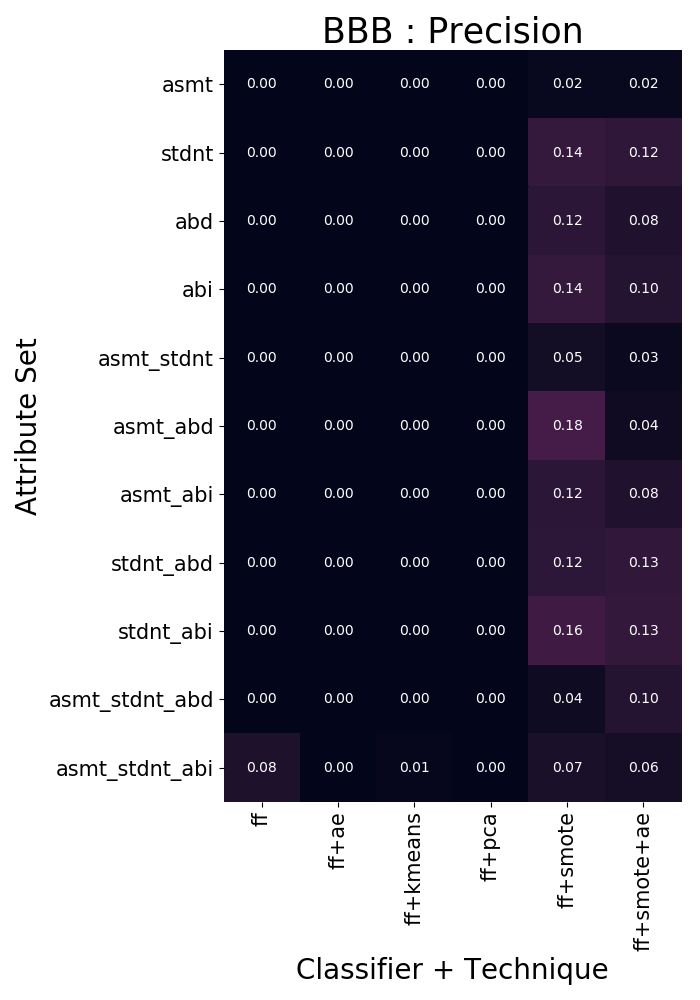 BBB : Precision
Attribute Set
asmt 0.00 0.00 0.00 0.00 0.02 0.02
stdnt 0.00 0.00 0.00 0.00 0.14 0.12
abd 0.00 0.00 0.00 0.00 0.12 0.08
abi 0.00 0.00 0.00 0.00 0.14 0.10
asmt_stdnt 0.00 0.00 0.00 0.00 0.05 0.03
asmt_abd 0.00 0.00 0.00 0.00 0.18 0.04
asmt_abi 0.00 0.00 0.00 0.00 0.12 0.08
stdnt_abd 0.00 0.00 0.00 0.00 0.12 0.13
stdnt_abi 0.00 0.00 0.00 0.00 0.16 0.13
asmt_stdnt_abd 0.00 0.00 0.00 0.00 0.04 0.10
asmt_stdnt_abi 0.08 0.00 0.01 0.00 0.07 0.06
ff
ff+ae
ff+kmeans
ff+pca
ff+smote
ff+smote+ae
Classifier + Technique